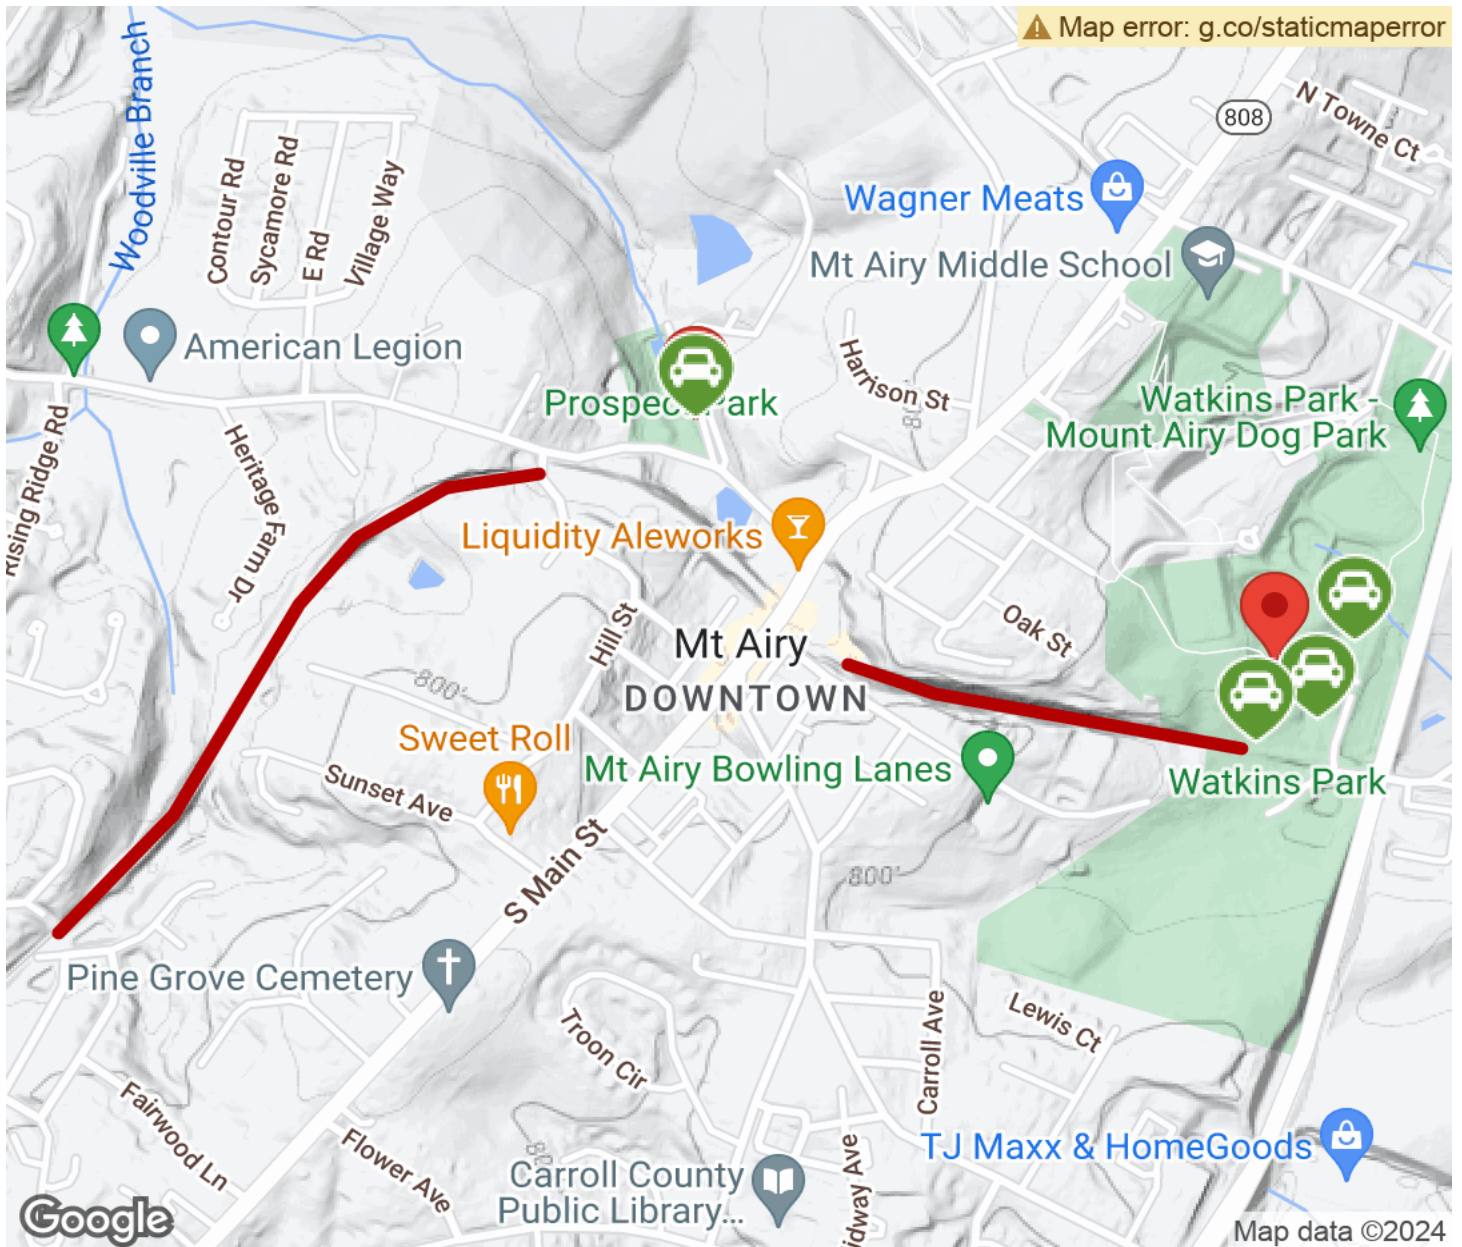 Map error: g.co/staticmaperror
Woodville Branch
808
N Towne Ct
Contour Rd
Sycamore Rd
E Rd
Village Way
Wagner Meats
Mt Airy Middle School
American Legion
Harrison St
Watkins Park -
Mount Airy Dog Park
Rising Ridge Rd
Heritage Farm Dr
Liquidity Aleworks
Hill St
Oak St
Mt Airy
DOWNTOWN
800'
Sweet Roll
Mt Airy Bowling Lanes
Watkins Park
Sunset Ave
S Main St
800'
Pine Grove Cemetery
Troon Cir
Carroll Ave
Lewis Ct
Fairwood Ln
Flower Ave
TJ Maxx & HomeGoods
Carroll County
Public Library...
Google
Map data ©2024